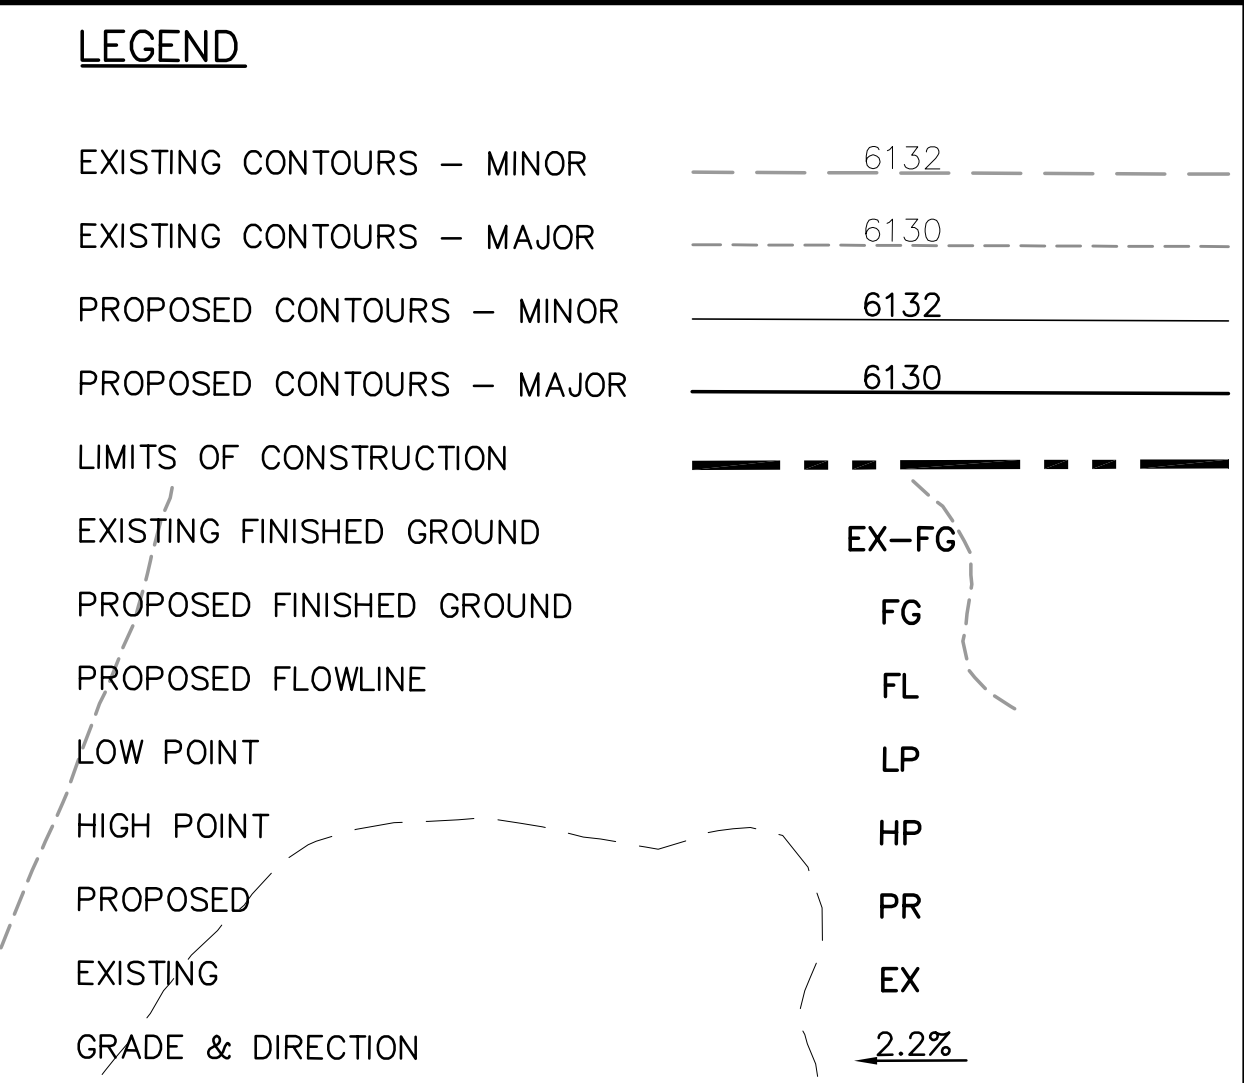 LEGEND
EXISTING CONTOURS - MINOR 6132
EXISTING CONTOURS - MAJOR 6130
PROPOSED CONTOURS - MINOR 6132
PROPOSED CONTOURS - MAJOR 6130
LIMITS OF CONSTRUCTION
EXISTING FINISHED GROUND EX-FG
PROPOSED FINISHED GROUND FG
PROPOSED FLOWLINE FL
LOW POINT LP
HIGH POINT HP
PROPOSED PR
EXISTING EX
GRADE & DIRECTION 2.2%